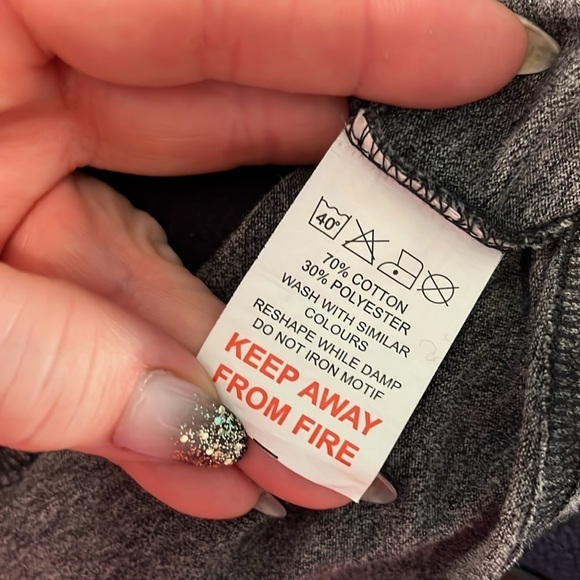 40°
70% COTTON
30% POLYESTER
WASH WITH SIMILAR
COLOURS
RESHAPE WHILE DAMP
DO NOT IRON MOTIF
KEEP AWAY
FROM FIRE